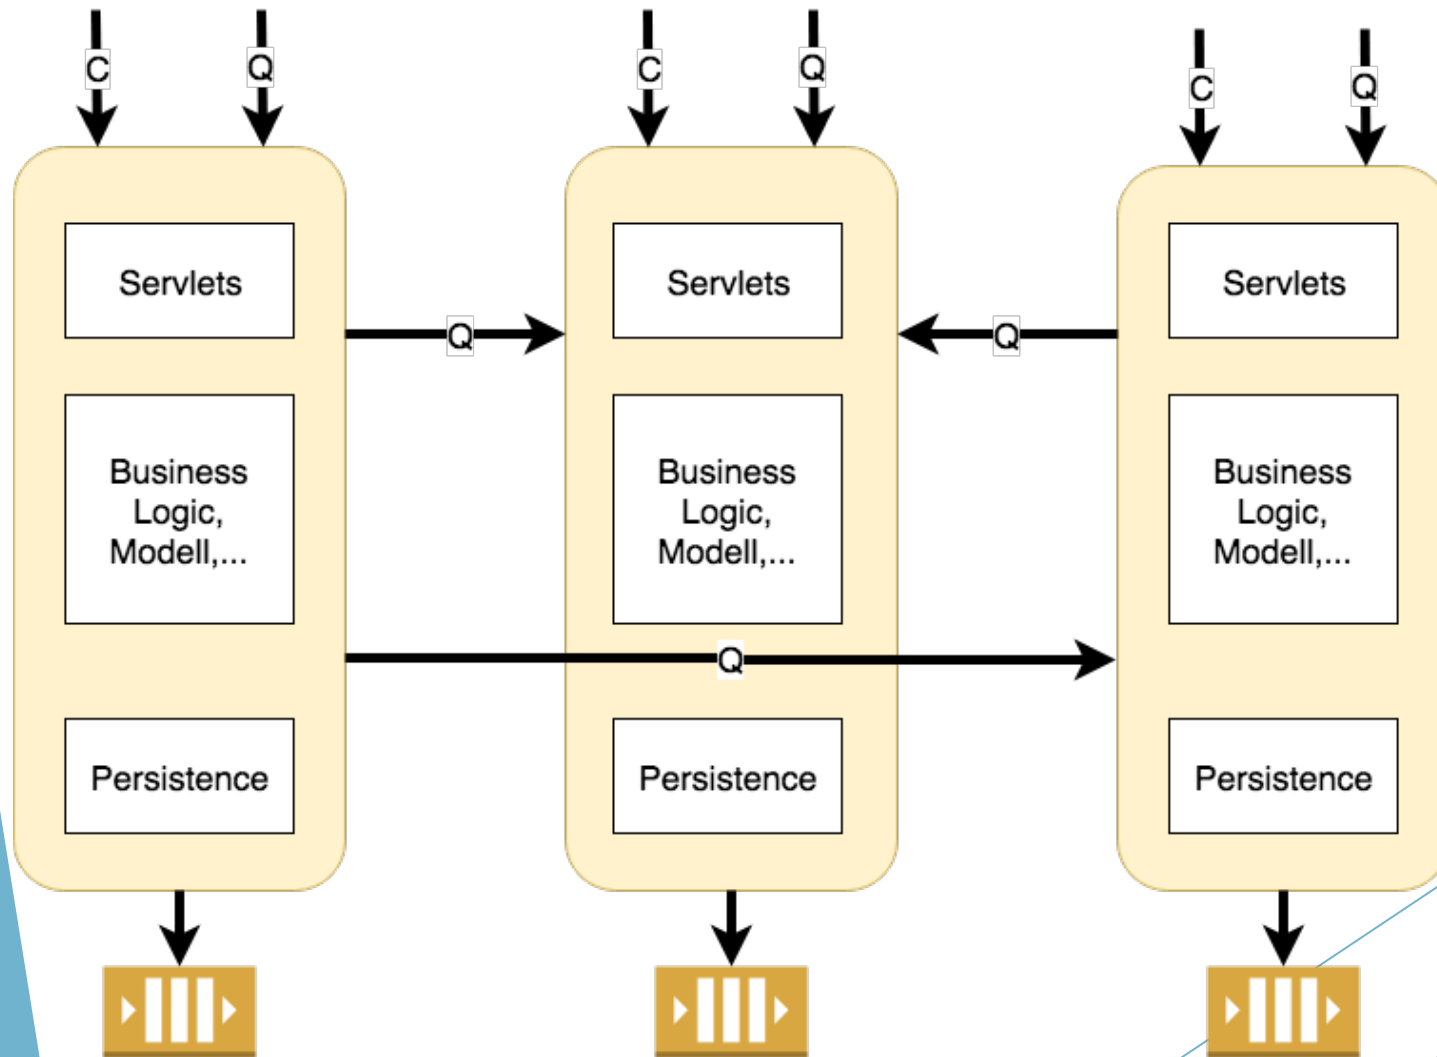 C
Q
C
Q
C
Q
Servlets
Servlets
Servlets
Q
Q
Business
Logic,
Modell,...
Business
Logic,
Modell,...
Business
Logic,
Modell,...
Q
Persistence
Persistence
Persistence